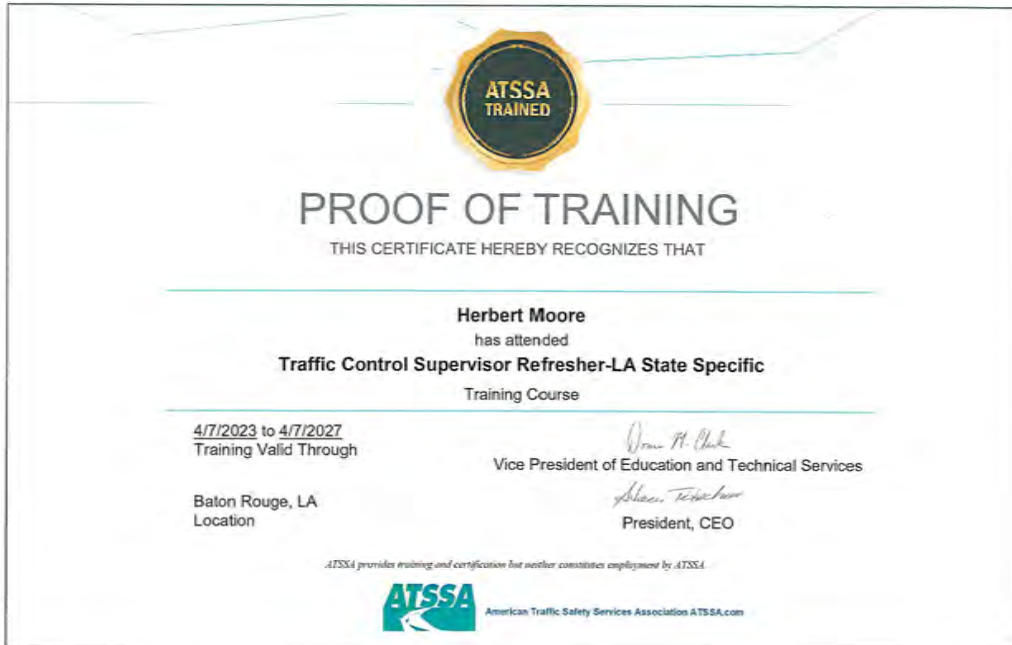 ATSSA
TRAINED
PROOF OF TRAINING
THIS CERTIFICATE HEREBY RECOGNIZES THAT
Herbert Moore
has attended
Traffic Control Supervisor Refresher-LA State Specific
Training Course
4/7/2023 to 4/7/2027
Training Valid Through
Vice President of Education and Technical Services
Baton Rouge, LA
Location
President, CEO
ATSSA provides training and certification but neither constitutes employment by ATSSA
ATSSA
American Traffic Safety Services Association ATSSA.com